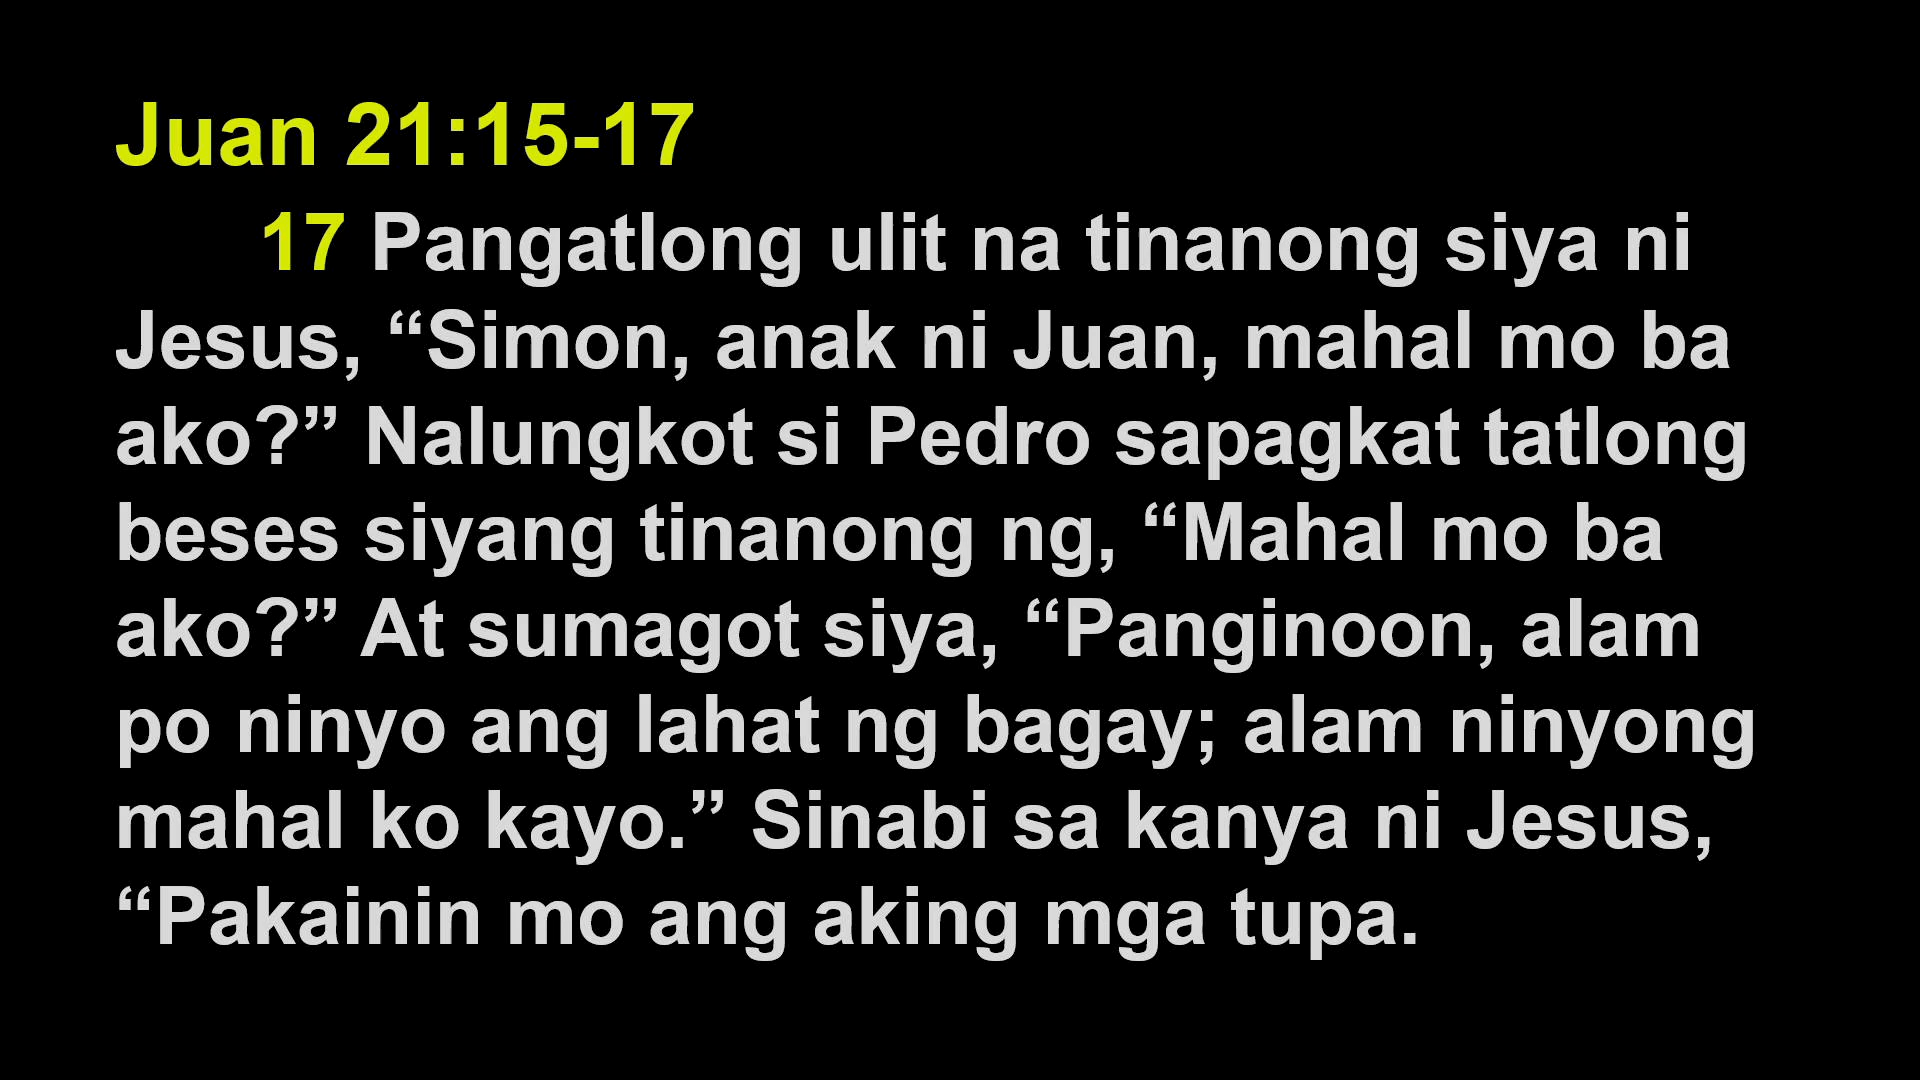 Juan 21:15-17
17 Pangatlong ulit na tinanong siya ni
Jesus, “Simon, anak ni Juan, mahal mo ba
ako?” Nalungkot si Pedro sapagkat tatlong
beses siyang tinanong ng, “Mahal mo ba
ako?” At sumagot siya, “Panginoon, alam
po ninyo ang lahat ng bagay; alam ninyong
mahal ko kayo.” Sinabi sa kanya ni Jesus,
“Pakainin mo ang aking mga tupa.